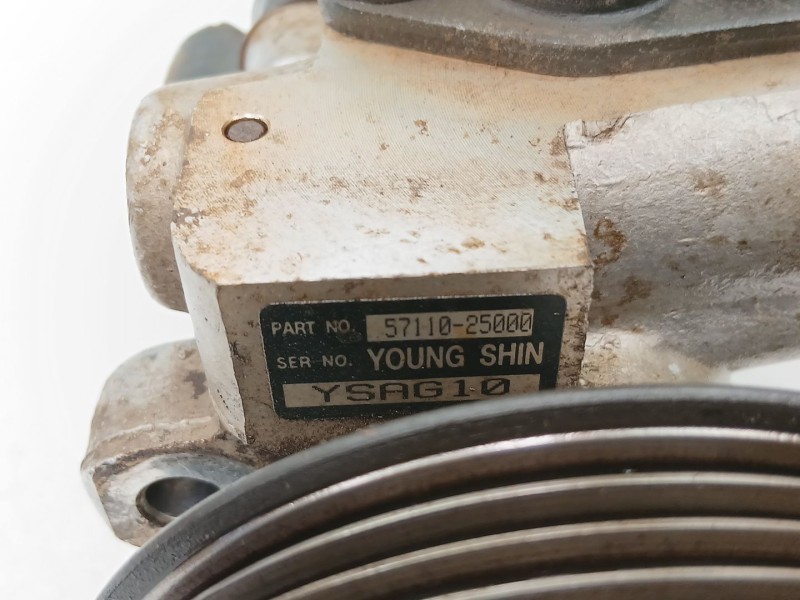 PART NO. 57110-25000
SER NO. YOUNG SHIN
YSAG10